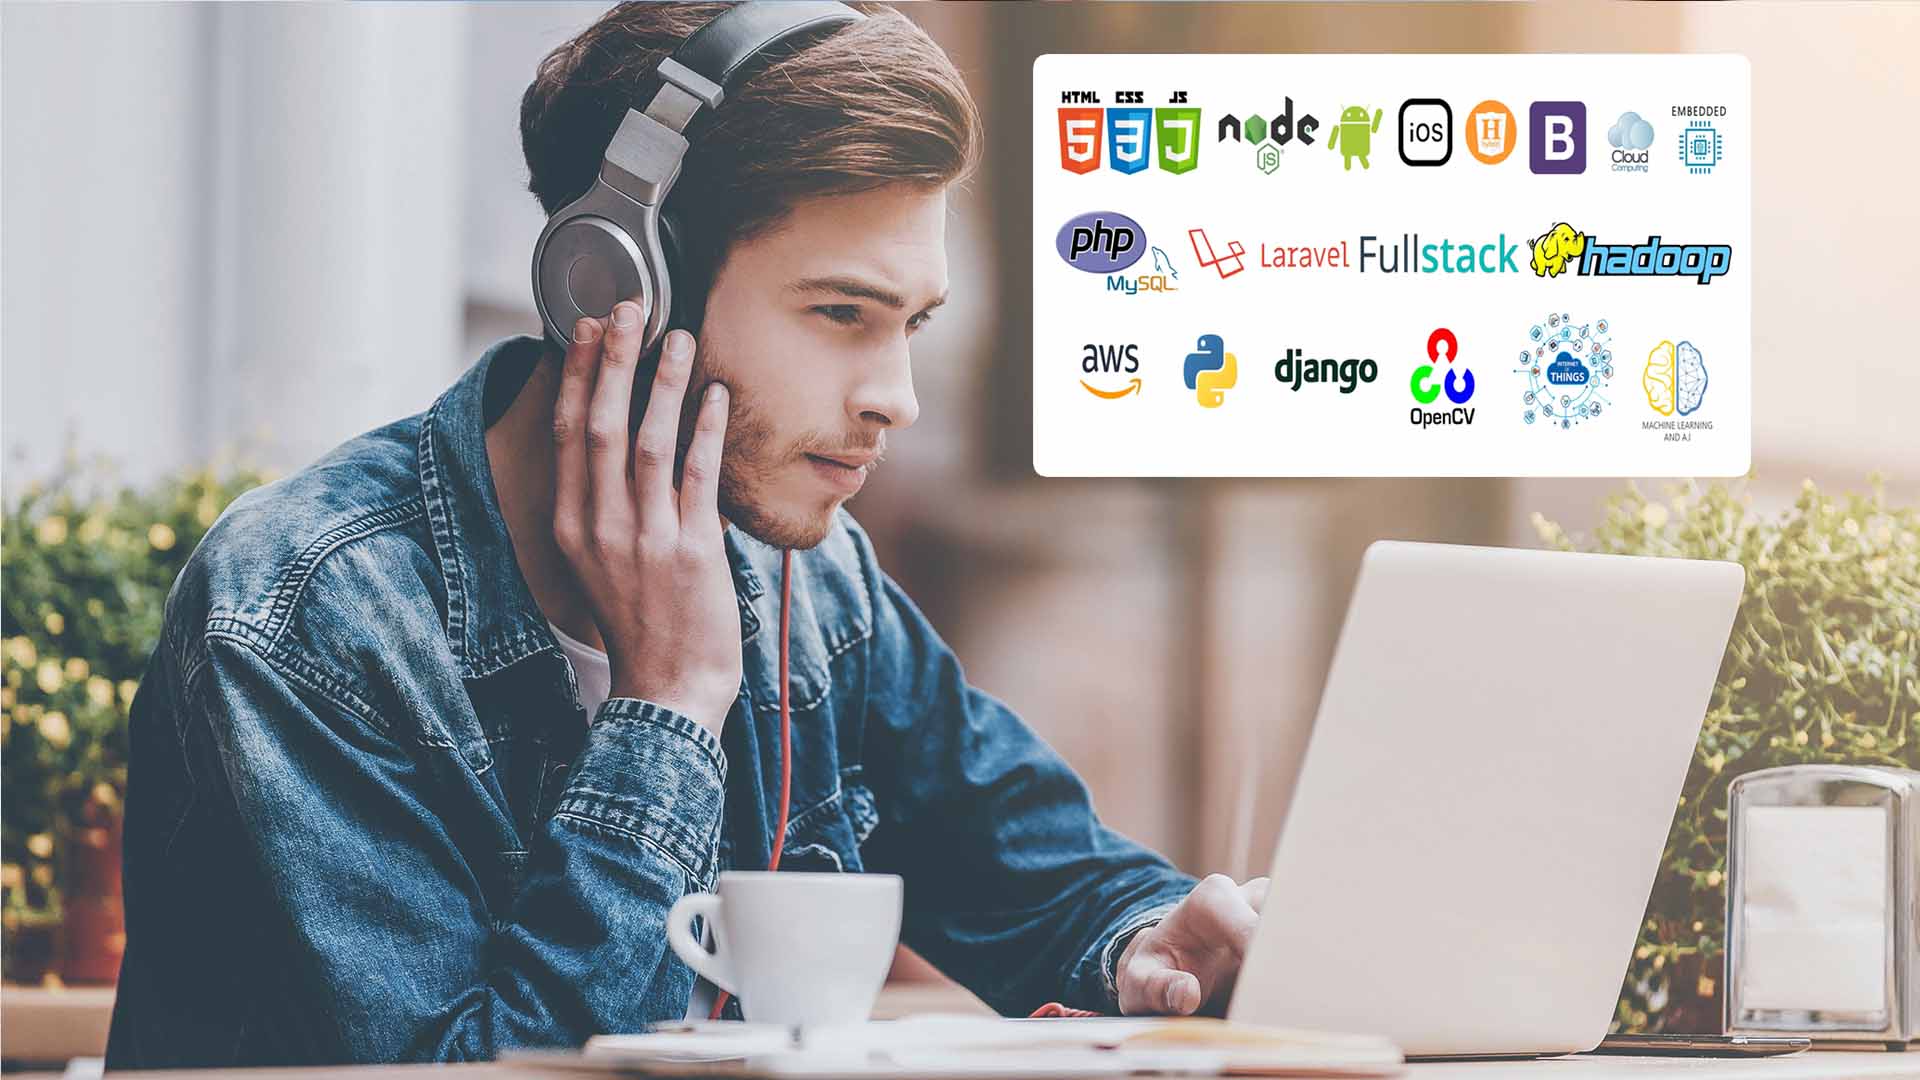 HTML CSS JS
5 3 J
node
JS
iOS
H
B
Cloud
Computing
EMBEDDED
php
MySQL
Laravel
Fullstack
hadoop
aws
django
OpenCV
INTERNET
OF
THINGS
MACHINE LEARNING
AND A.I